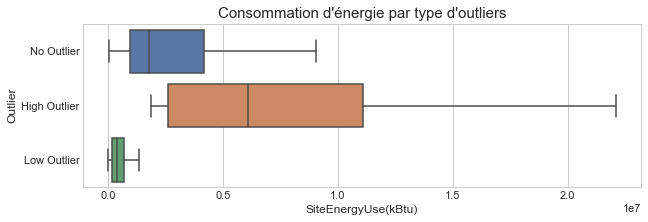 Consommation d'énergie par type d'outliers
No Outlier
High Outlier
Low Outlier
Outlier
0.0 0.5 1.0 1.5 2.0
1e7
SiteEnergyUse(kBtu)